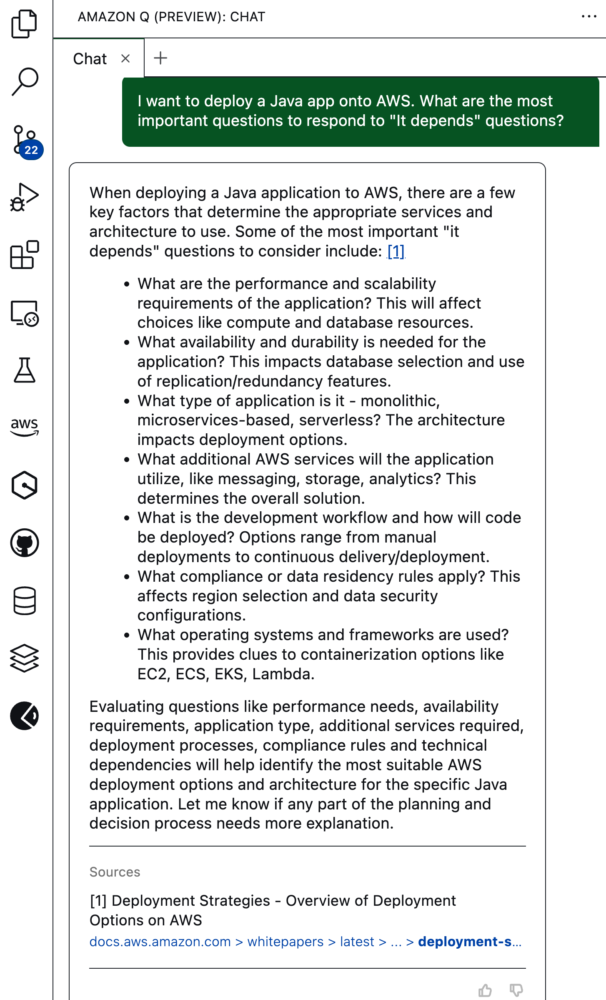 AMAZON Q (PREVIEW): CHAT
Chat
I want to deploy a Java app onto AWS. What are the most
important questions to respond to "It depends" questions?
22
When deploying a Java application to AWS, there are a few
key factors that determine the appropriate services and
architecture to use. Some of the most important "it
depends" questions to consider include: [1]
• What are the performance and scalability
requirements of the application? This will affect
choices like compute and database resources.
• What availability and durability is needed for the
application? This impacts database selection and use
of replication/redundancy features.
• What type of application is it - monolithic,
microservices-based, serverless? The architecture
impacts deployment options.
• What additional AWS services will the application
utilize, like messaging, storage, analytics? This
determines the overall solution.
• What is the development workflow and how will code
be deployed? Options range from manual
deployments to continuous delivery/deployment.
• What compliance or data residency rules apply? This
affects region selection and data security
configurations.
• What operating systems and frameworks are used?
This provides clues to containerization options like
EC2, ECS, EKS, Lambda.
aws
Evaluating questions like performance needs, availability
requirements, application type, additional services required,
deployment processes, compliance rules and technical
dependencies will help identify the most suitable AWS
deployment options and architecture for the specific Java
application. Let me know if any part of the planning and
decision process needs more explanation.
Sources
[1] Deployment Strategies - Overview of Deployment
Options on AWS
docs.aws.amazon.com > whitepapers > latest > ... > deployment-s...